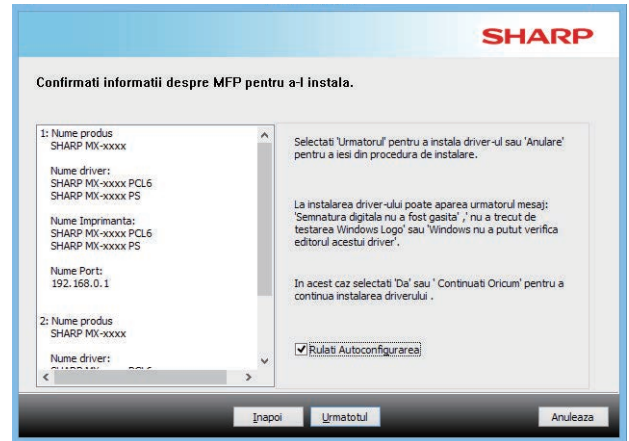 SHARP
Confirmati informatii despre MFP pentru a-l instala.
1: Nume produs
SHARP MX-xxxx
Nume driver:
SHARP MX-xxxx PCL6
SHARP MX-xxxx PS
Nume Imprimanta:
SHARP MX-xxxx PCL6
SHARP MX-xxxx PS
Nume Port:
192.168.0.1
2: Nume produs
SHARP MX-xxxx
Nume driver:
Selectati 'Urmatorul' pentru a instala driver-ul sau 'Anulare'
pentru a iesi din procedura de instalare.
La instalarea driver-ului poate aparea urmatorul mesaj:
'Semnatura digitala nu a fost gasita' ,' nu a trecut de
testarea Windows Logo' sau 'Windows nu a putut verifica
editorul acestui driver'.
In acest caz selectati 'Da' sau ' Continuati Oricum' pentru a
continua instalarea driverului .
Rulati Autoconfigurarea
Inapoi
Urmatotul
Anuleaza